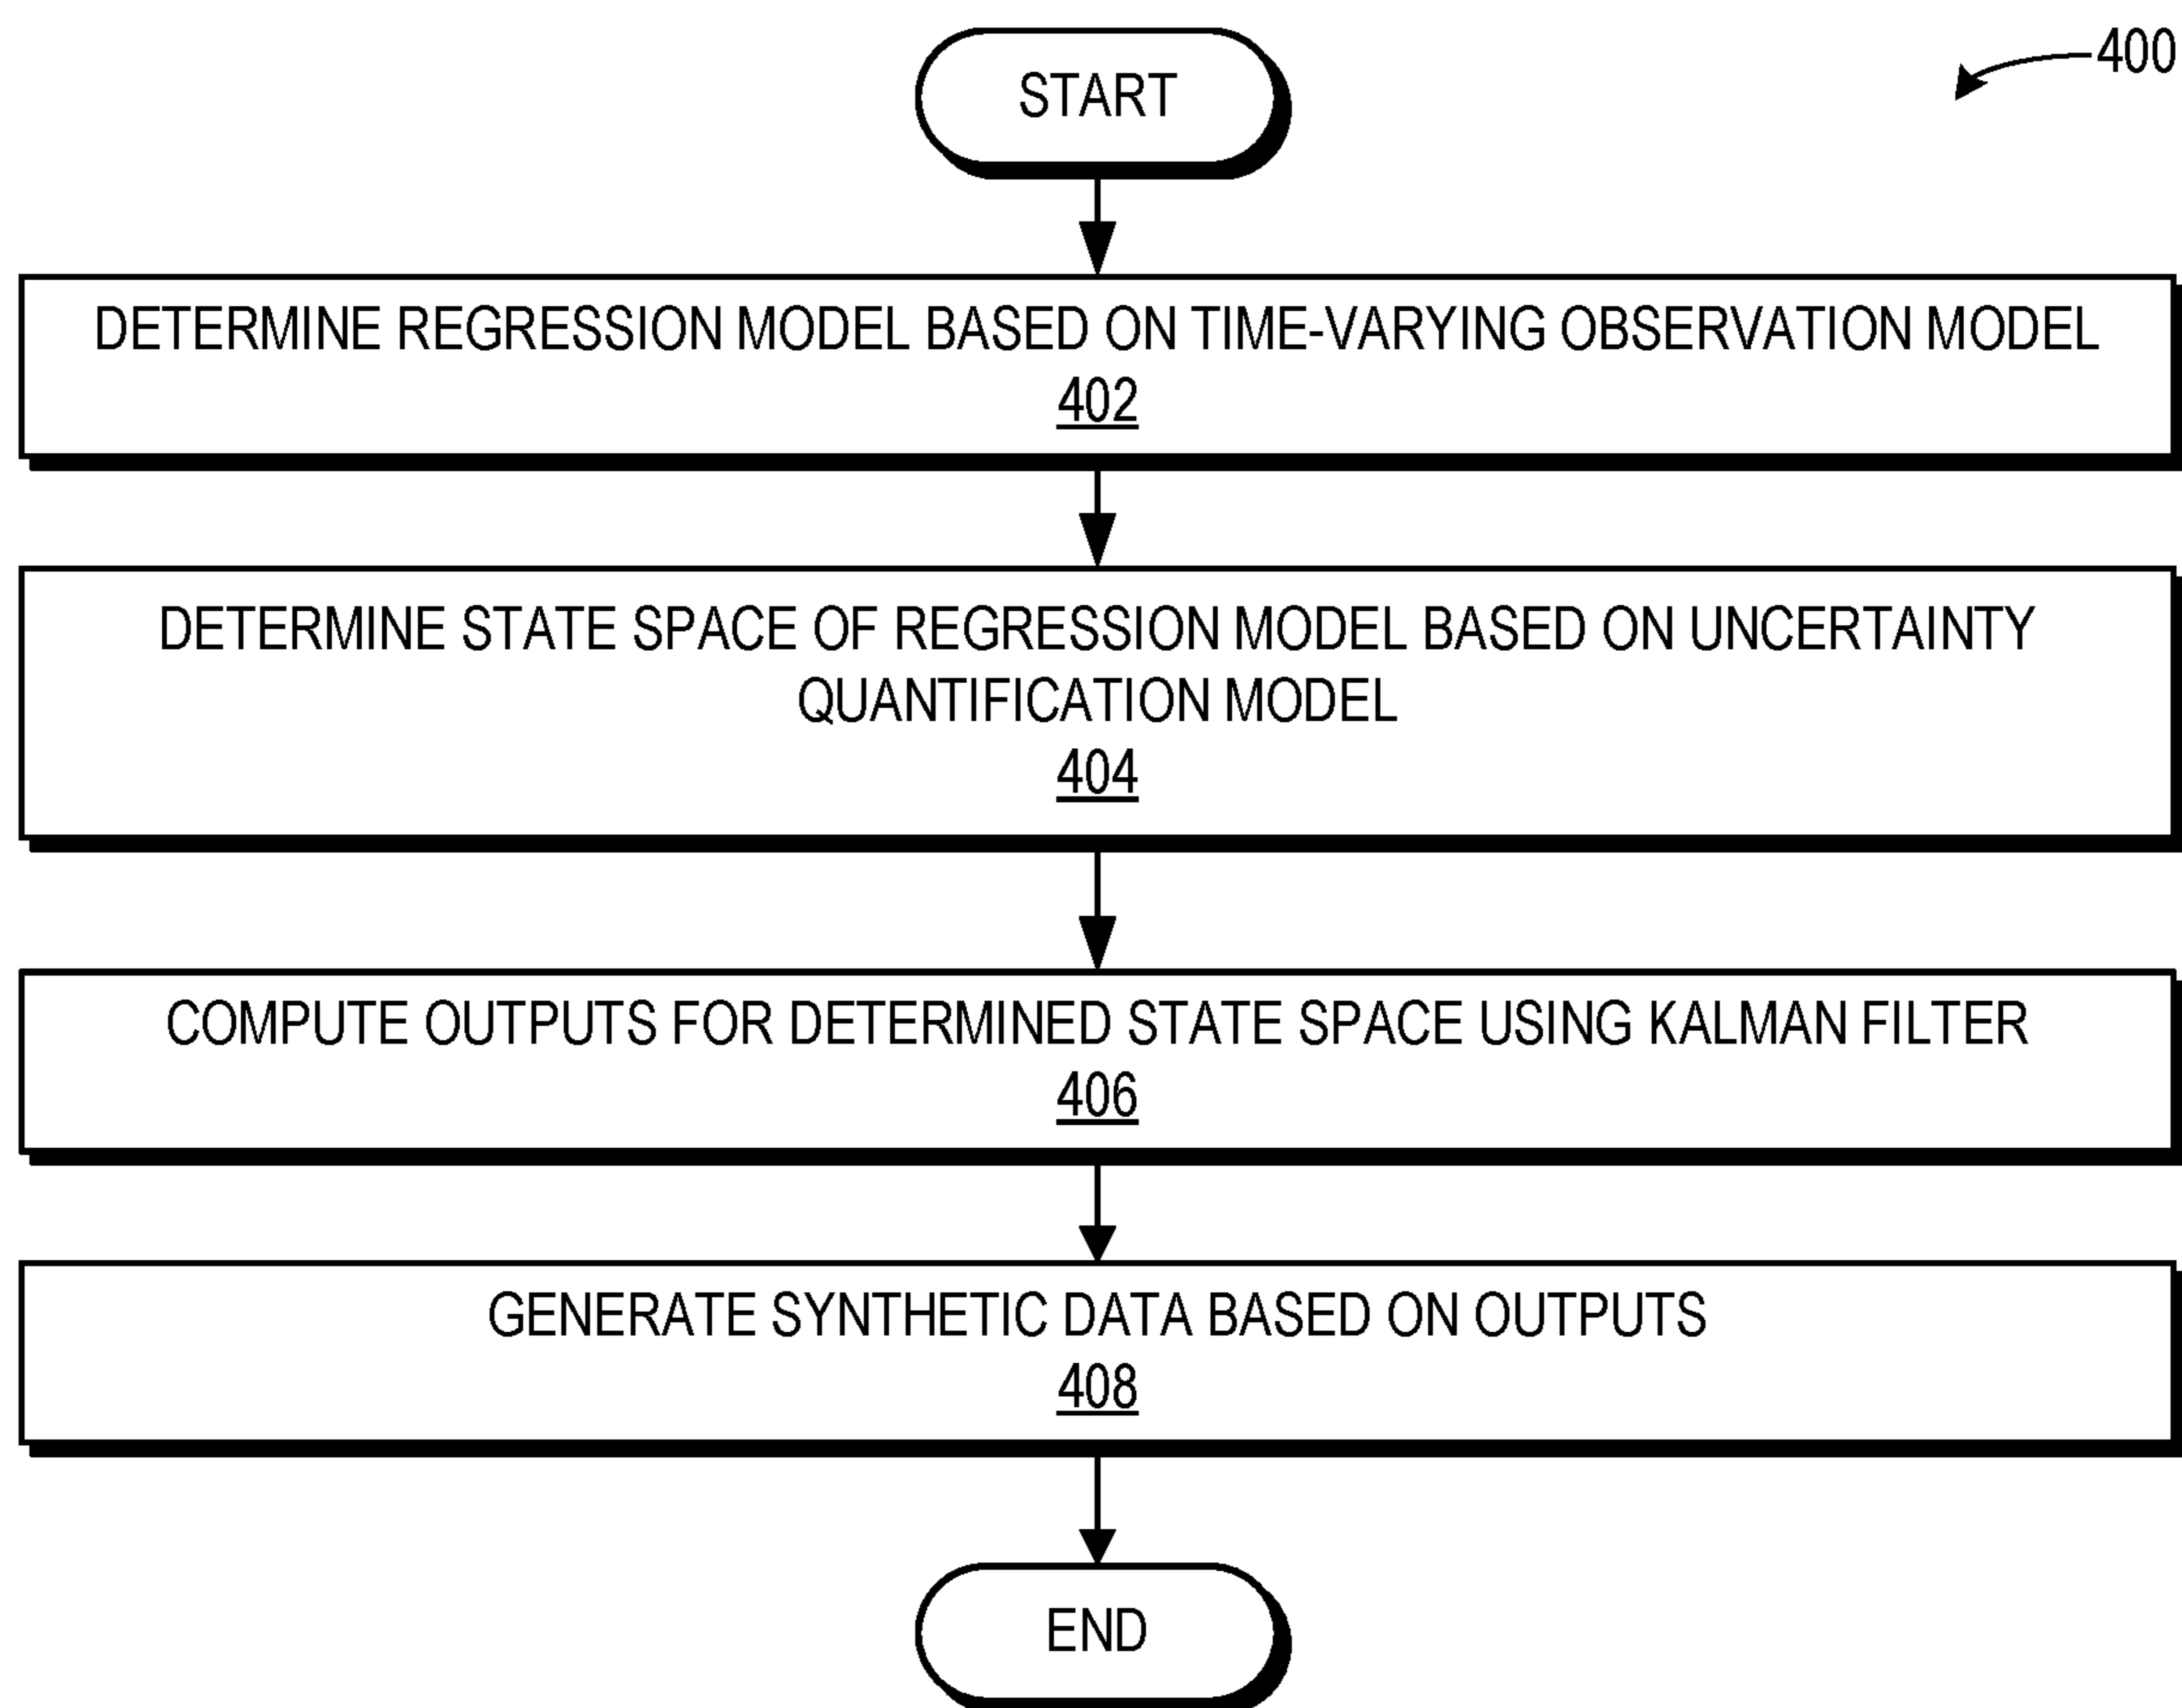 START
400
DETERMINE REGRESSION MODEL BASED ON TIME-VARYING OBSERVATION MODEL
402
DETERMINE STATE SPACE OF REGRESSION MODEL BASED ON UNCERTAINTY
QUANTIFICATION MODEL
404
COMPUTE OUTPUTS FOR DETERMINED STATE SPACE USING KALMAN FILTER
406
GENERATE SYNTHETIC DATA BASED ON OUTPUTS
408
END